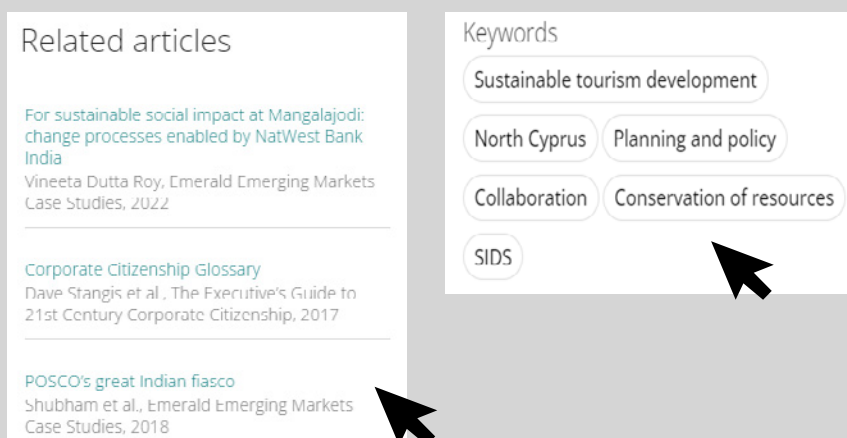 Related articles
For sustainable social impact at Mangalajodi:
change processes enabled by NatWest Bank
India
Vineeta Dutta Roy, Emerald Emerging Markets
Case Studies, 2022
Corporate Citizenship Glossary
Dave Stangis et al., The Executive's Guide to
21st Century Corporate Citizenship, 2017
POSCO's great Indian fiasco
Shubham et al., Emerald Emerging Markets
Case Studies, 2018
Keywords
Sustainable tourism development
North Cyprus Planning and policy
Collaboration Conservation of resources
SIDS